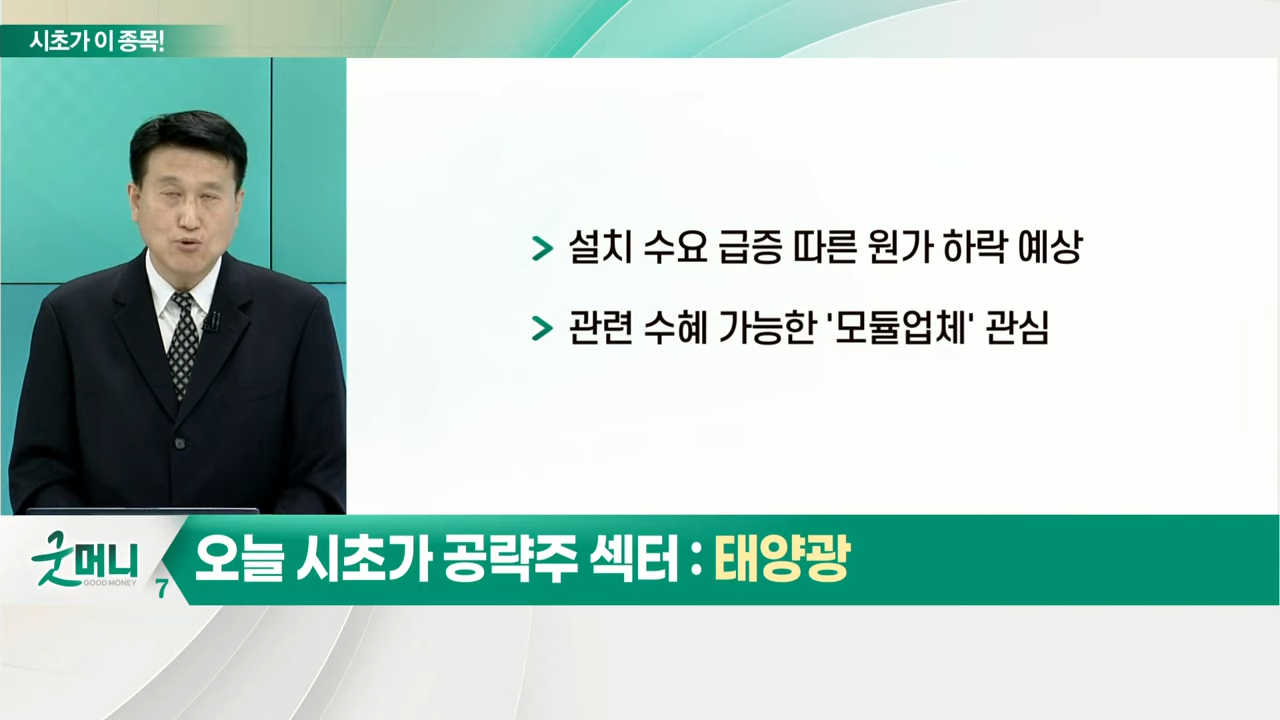 시초가 이 종목!
> 설치 수요 급증 따른 원가 하락 예상
> 관련 수혜 가능한 '모듈업체' 관심
굿머니
GOOD MONEY
7
오늘 시초가 공략주 섹터 : 태양광